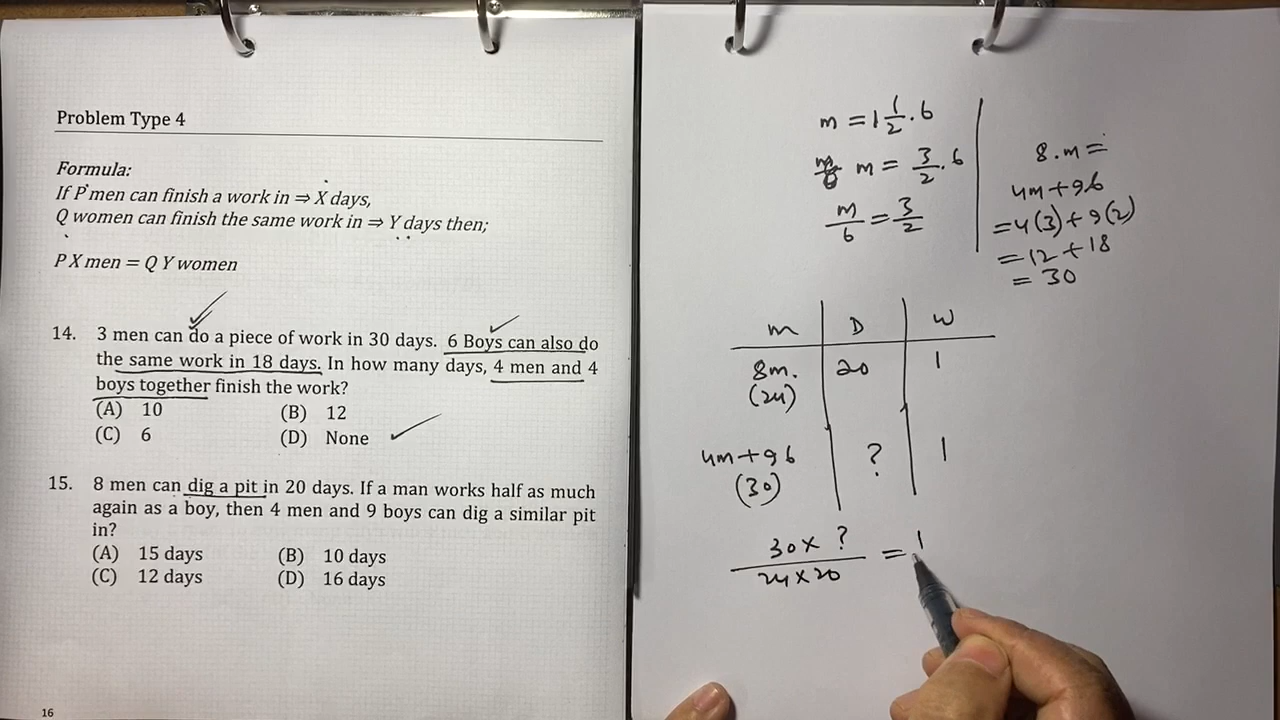 Problem Type 4
Formula:
If P men can finish a work in ⇒ X days,
Q women can finish the same work in ⇒ Y days then;
P X men = Q Y women
14. 3 men can do a piece of work in 30 days. 6 Boys can also do
the same work in 18 days. In how many days, 4 men and 4
boys together finish the work?
(A) 10 (B) 12
(C) 6 (D) None
15. 8 men can dig a pit in 20 days. If a man works half as much
again as a boy, then 4 men and 9 boys can dig a similar pit
in?
(A) 15 days (B) 10 days
(C) 12 days (D) 16 days
16
m = 1 1/2 . b
m = 3/2 . b
m/b = 3/2
8.m =
4m + 9b
= 4(3) + 9(2)
= 12 + 18
= 30
m D W
8m. 20 1
(24)
4m + 9b ? 1
(30)
30 x ? / 24 x 20 = 1